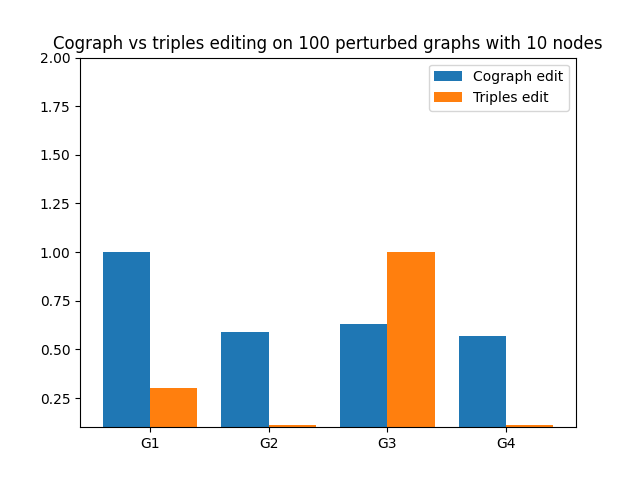 Cograph vs triples editing on 100 perturbed graphs with 10 nodes
2.00
1.75
1.50
1.25
1.00
0.75
0.50
0.25
Cograph edit
Triples edit
G1 G2 G3 G4